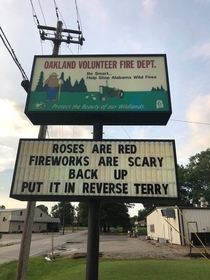 OAKLAND VOLUNTEER FIRE DEPT.
Be Smart...
Help Stop Alabama Wild Fires
Protect the Beauty of our Wildlands.
ROSES ARE RED
FIREWORKS ARE SCARY
BACK UP
PUT IT IN REVERSE TERRY